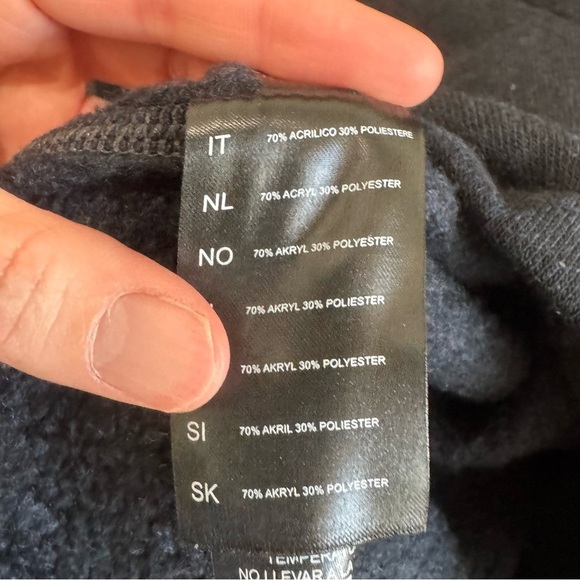 IT 70% ACRILICO 30% POLIESTERE
NL 70% ACRYL 30% POLYESTER
NO 70% AKRYL 30% POLYESTER
70% AKRYL 30% POLIESTER
70% AKRYL 30% POLYESTER
SI 70% AKRIL 30% POLIESTER
SK 70% AKRYL 30% POLYESTER
NO LLEVAR A LA